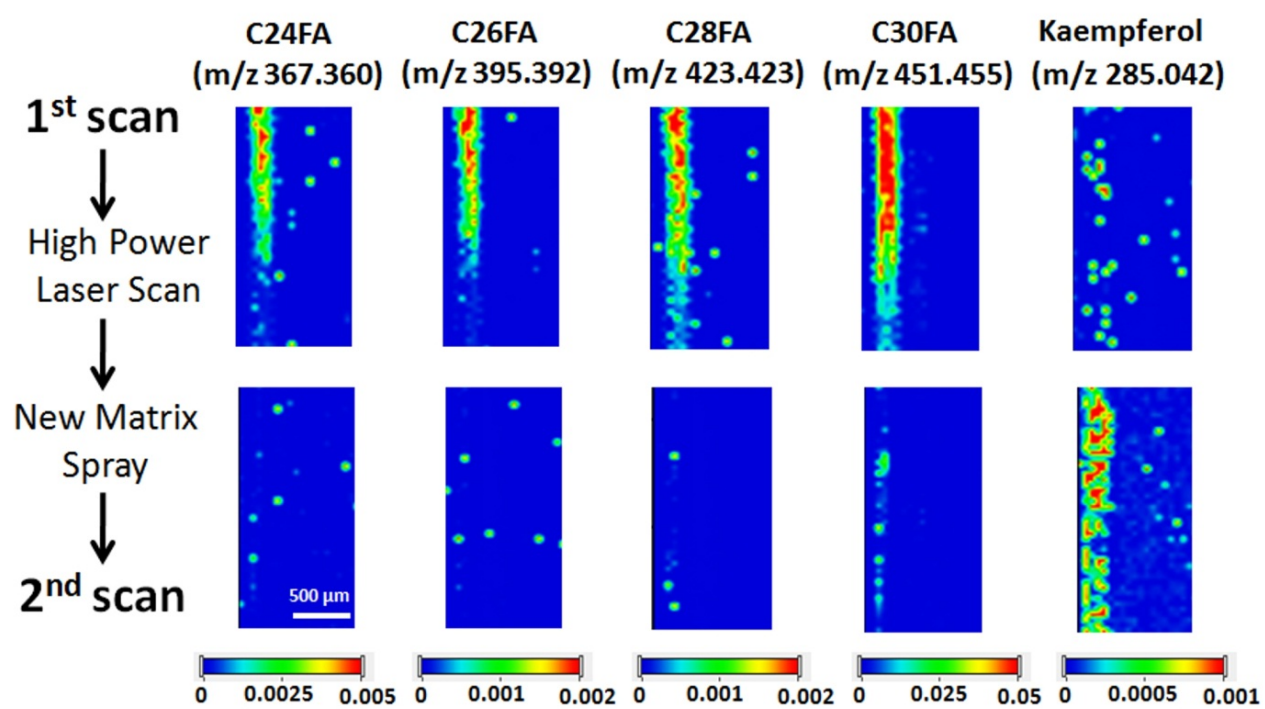 C24FA C26FA C28FA C30FA Kaempferol
(m/z 367.360) (m/z 395.392) (m/z 423.423) (m/z 451.455) (m/z 285.042)
1st scan
High Power
Laser Scan
New Matrix
Spray
2nd scan
500 μm
0 0.0025 0.005 0 0.001 0.002 0 0.001 0.002 0 0.025 0.05 0 0.0005 0.001